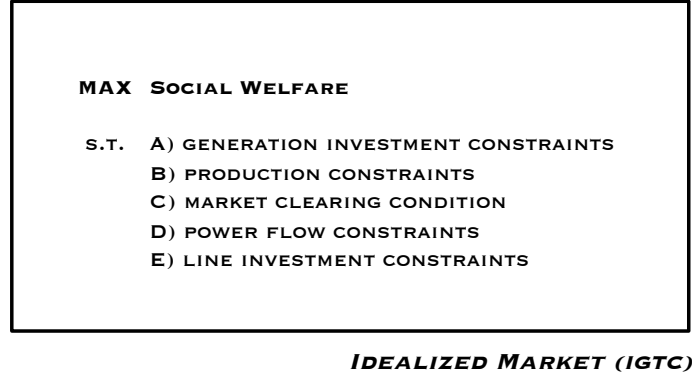 MAX Social Welfare
s.t. A) generation investment constraints
B) production constraints
C) market clearing condition
D) power flow constraints
E) line investment constraints
Idealized Market (IGTC)